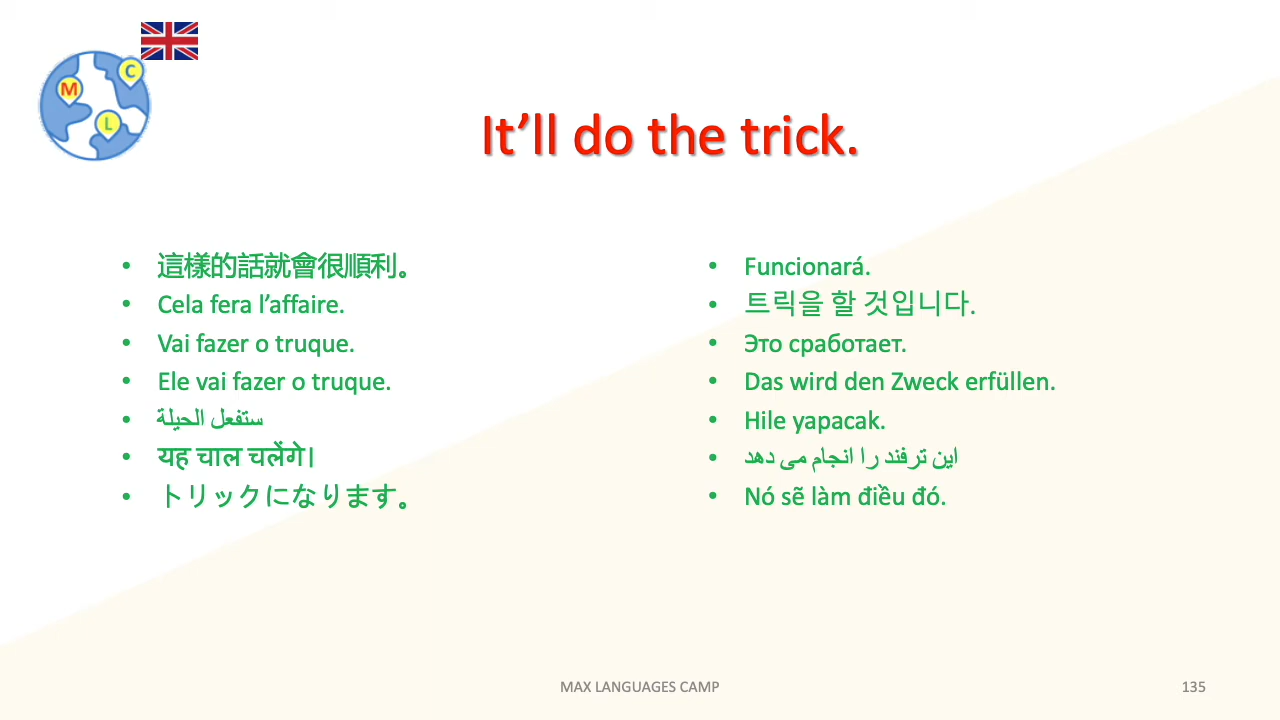 M
C
L
It’ll do the trick.
這樣的話就會很順利。
Cela fera l’affaire.
Vai fazer o truque.
Ele vai fazer o truque.
ستفعل الحيلة
यह चाल चलेंगे।
トリックになります。
Funcionará.
트릭을 할 것입니다.
Это сработает.
Das wird den Zweck erfüllen.
Hile yapacak.
این ترفند را انجام می دهد
Nó sẽ làm điều đó.
MAX LANGUAGES CAMP
135